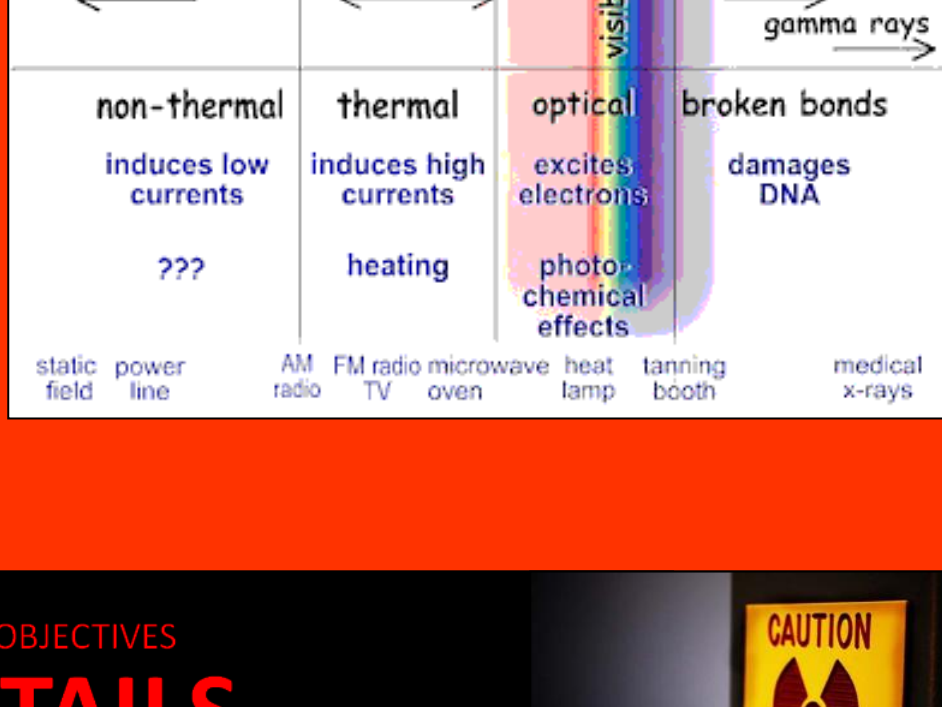 visib
gamma rays
non-thermal thermal optical broken bonds
induces low induces high excites damages
currents currents electrons DNA
??? heating photo-
chemical
effects
static power AM FM radio microwave heat tanning medical
field line radio TV oven lamp booth x-rays
OBJECTIVES
TAILS
CAUTION